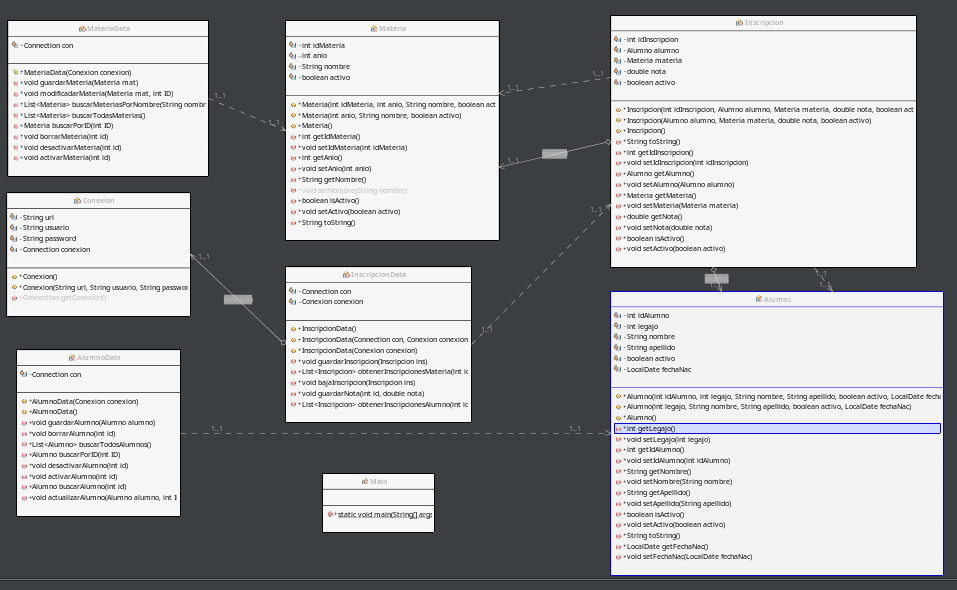 MateriaData
- Connection con
+MateriaData(Conexion conexion)
+void guardarMateria(Materia mat)
+void modificadarMateria(Materia mat, int ID)
+List<Materia> buscarMateriasPorNombre(String nombr
+List<Materia> buscarTodasMaterias()
+Materia buscarPorID(int ID)
+void borrarMateria(int id)
+void desactivarMateria(int id)
+void activarMateria(int id)
Conexion
- String url
- String usuario
- String password
- Connection conexion
+Conexion()
+Conexion(String url, String usuario, String passwor
-Connection getConexion()
AlumnoData
-Connection con
+AlumnoData(Conexion conexion)
+AlumnoData()
+void guardarAlumno(Alumno alumno)
+void borrarAlumno(int id)
+List<Alumno> buscarTodosAlumnos()
+Alumno buscarPorID(int ID)
+void desactivarAlumno(int id)
+void activarAlumno(int id)
+Alumno buscarAlumno(int id)
+void actualizarAlumno(Alumno alumno, int I
Materia
- int idMateria
- int anio
- String nombre
- boolean activo
+Materia(int idMateria, int anio, String nombre, boolean act
+Materia(int anio, String nombre, boolean activo)
+Materia()
+int getIdMateria()
+void setIdMateria(int idMateria)
+int getAnio()
+void setAnio(int anio)
+String getNombre()
+void setNombre(String nombre)
+boolean isActivo()
+void setActivo(boolean activo)
+String toString()
InscripcionData
- Connection con
- Conexion conexion
+InscripcionData()
+InscripcionData(Connection con, Conexion conexion
+InscripcionData(Conexion conexion)
+void guardarInscripcion(Inscripcion ins)
+List<Inscripcion> obtenerInscripcionesMateria(int ic
+void bajaInscripcion(Inscripcion ins)
+void guardarNota(int id, double nota)
+List<Inscripcion> obtenerInscripcionesAlumno(int ic
Main
+static void main(String[] args
Inscripcion
- int idInscripcion
- Alumno alumno
- Materia materia
- double nota
- boolean activo
+Inscripcion(int idInscripcion, Alumno alumno, Materia materia, double nota, boolean act
+Inscripcion(Alumno alumno, Materia materia, double nota, boolean activo)
+Inscripcion()
+String toString()
+int getIdInscripcion()
+void setIdInscripcion(int idInscripcion)
+Alumno getAlumno()
+void setAlumno(Alumno alumno)
+Materia getMateria()
+void setMateria(Materia materia)
+double getNota()
+void setNota(double nota)
+boolean isActivo()
+void setActivo(boolean activo)
Alumno
- int idAlumno
- int legajo
- String nombre
- String apellido
- boolean activo
- LocalDate fechaNac
+Alumno(int idAlumno, int legajo, String nombre, String apellido, boolean activo, LocalDate fecha
+Alumno(int legajo, String nombre, String apellido, boolean activo, LocalDate fechaNac)
+Alumno()
+int getLegajo()
+void setLegajo(int legajo)
+int getIdAlumno()
+void setIdAlumno(int idAlumno)
+String getNombre()
+void setNombre(String nombre)
+String getApellido()
+void setApellido(String apellido)
+boolean isActivo()
+void setActivo(boolean activo)
+String toString()
+LocalDate getFechaNac()
+void setFechaNac(LocalDate fechaNac)
1..1
1..1
1..1
1..1
1..1
1..1
1..1
1..1
1..1
1..1
1..1
1..1
1..1